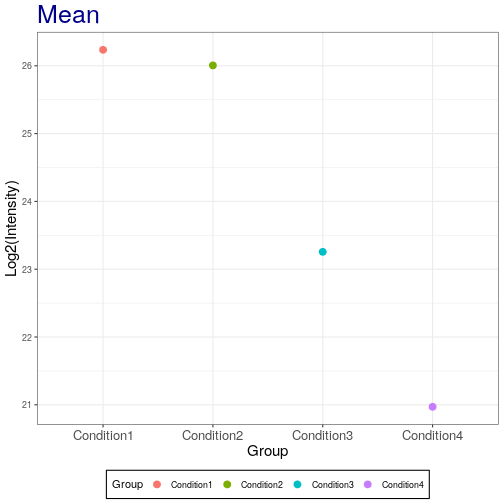 Mean
Log2(Intensity)
26
25
24
23
22
21
Condition1 Condition2 Condition3 Condition4
Group
Group Condition1 Condition2 Condition3 Condition4